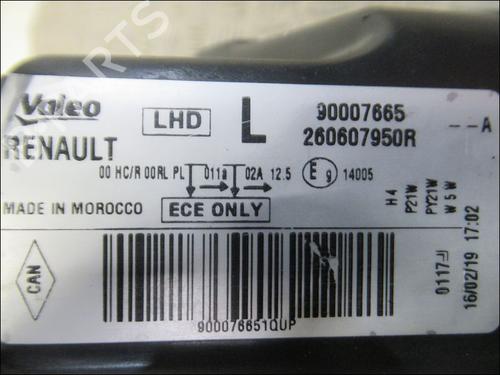 Valeo
RENAULT
LHD
L
90007665
260607950R
--A
00 HC/R 00RL PL 011a 02A 12.5 E9 14005
MADE IN MOROCCO
ECE ONLY
H4
P21W
PY21W
W5W
CAN
900076651QUP
0117
16/02/19 17:02